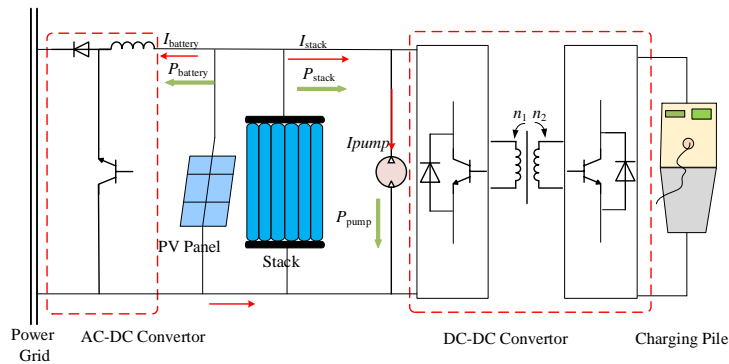 I_battery
I_stack
P_battery
P_stack
n_1 n_2
Ipump
P_pump
PV Panel
Stack
Power
Grid
AC-DC Convertor
DC-DC Convertor
Charging Pile